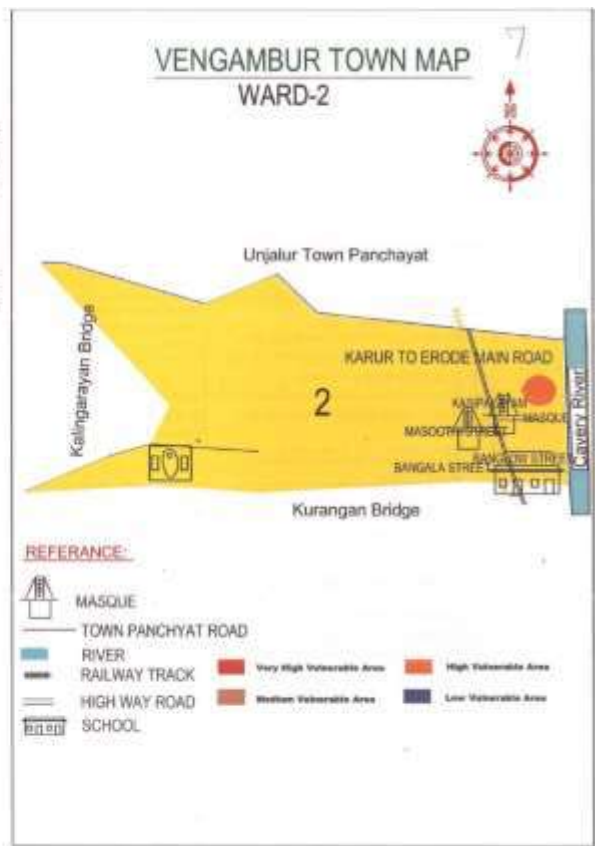 7
VENGAMBUR TOWN MAP
WARD-2
Unjalur Town Panchayat
Kalingarayan Bridge
KARUR TO ERODE MAIN ROAD
2
MASQUE
BANGALA STREET
Cavery River
Kurangan Bridge
REFERANCE:
MASQUE
TOWN PANCHYAT ROAD
RIVER
RAILWAY TRACK
Very High Vulnerable Area
High Vulnerable Area
HIGH WAY ROAD
Medium Vulnerable Area
Low Vulnerable Area
SCHOOL